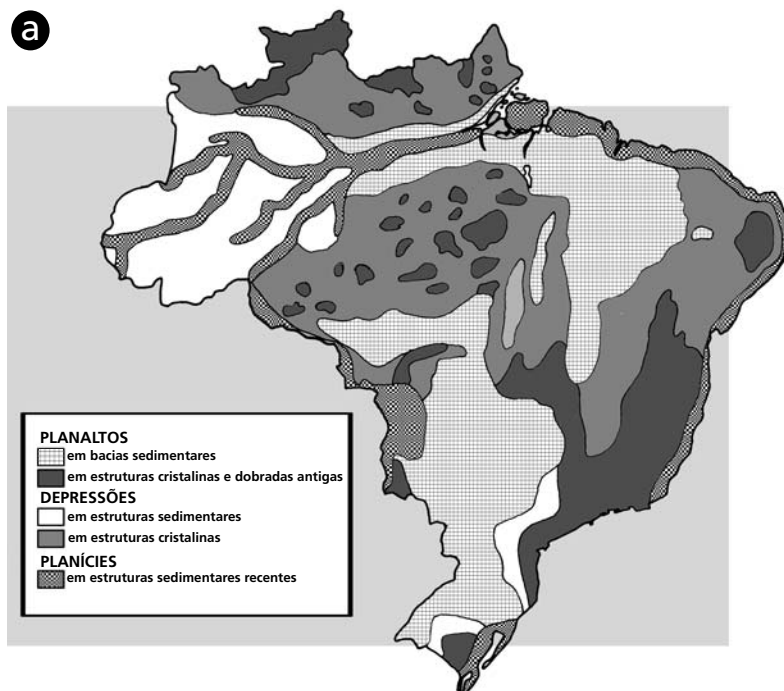 a
PLANALTOS
em bacias sedimentares
em estruturas cristalinas e dobradas antigas
DEPRESSÕES
em estruturas sedimentares
em estruturas cristalinas
PLANÍCIES
em estruturas sedimentares recentes